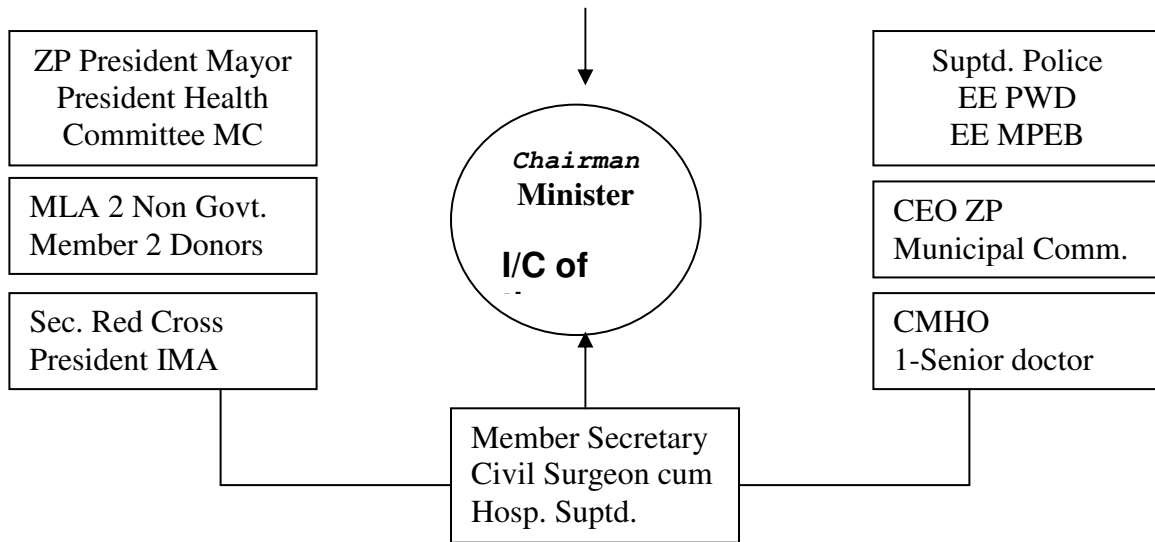 ZP President Mayor
President Health
Committee MC
MLA 2 Non Govt.
Member 2 Donors
Sec. Red Cross
President IMA
Chairman
Minister
I/C of
Suptd. Police
EE PWD
EE MPEB
CEO ZP
Municipal Comm.
CMHO
1-Senior doctor
Member Secretary
Civil Surgeon cum
Hosp. Suptd.